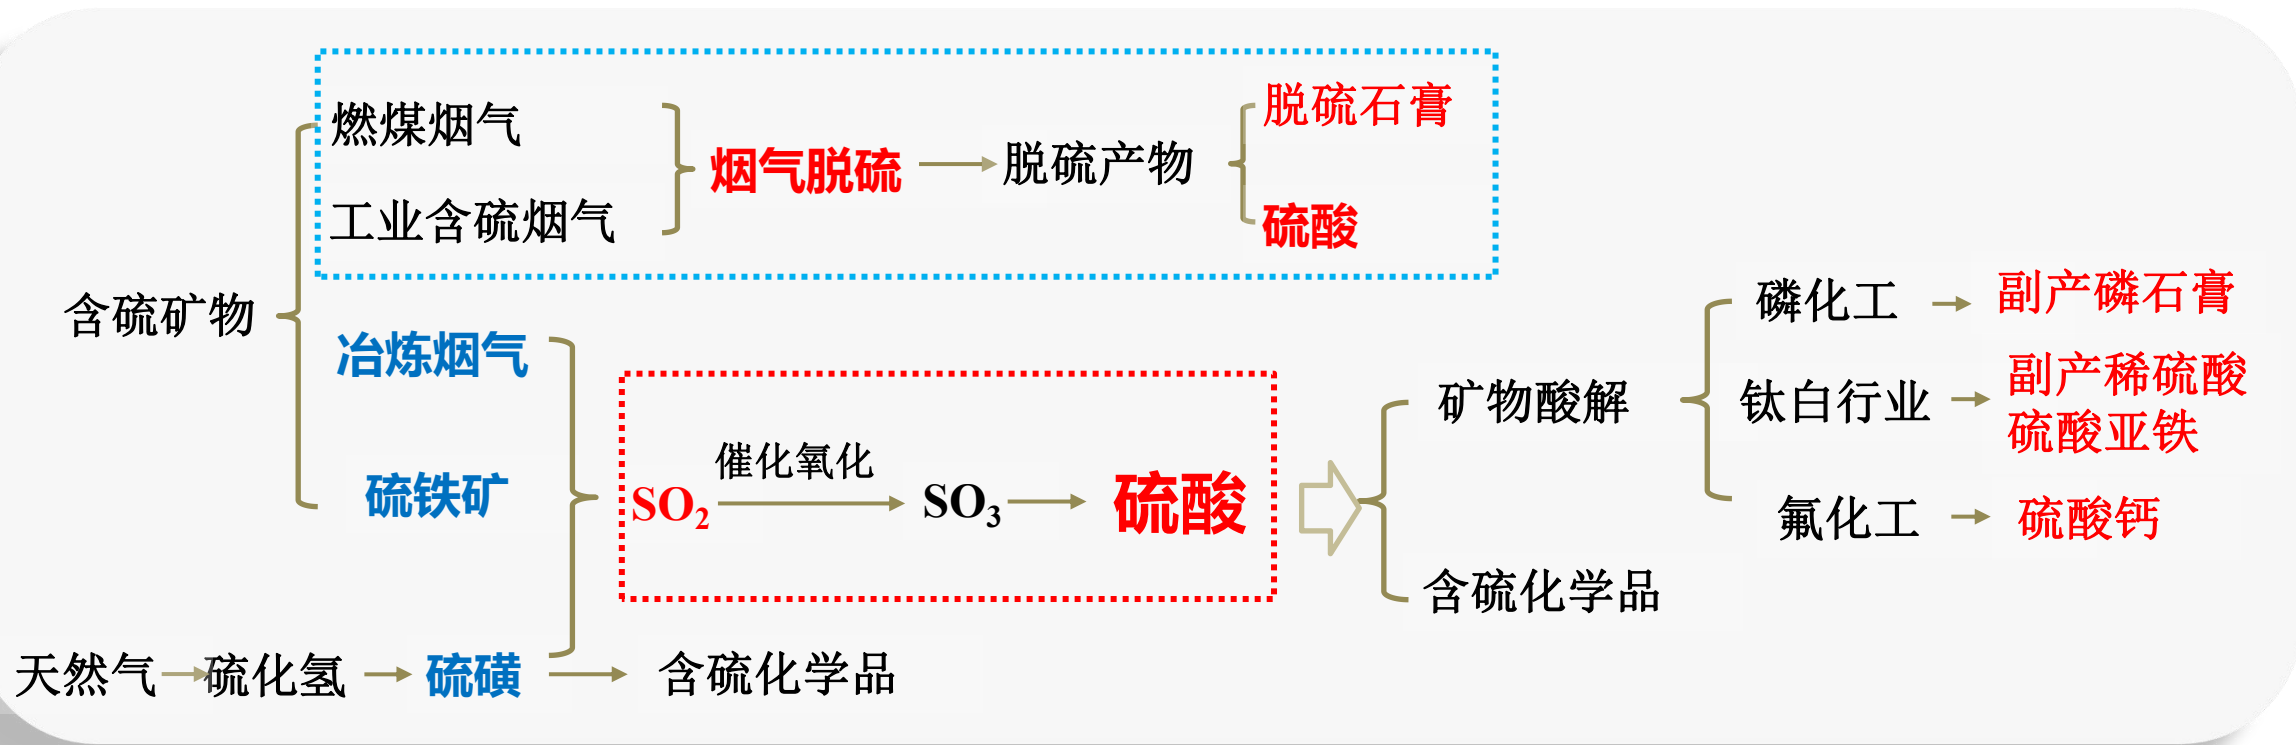 燃煤烟气
工业含硫烟气
烟气脱硫
脱硫产物
脱硫石膏
硫酸
含硫矿物
冶炼烟气
硫铁矿
SO₂
催化氧化
SO₃
硫酸
矿物酸解
含硫化学品
磷化工
副产磷石膏
钛白行业
副产稀硫酸
硫酸亚铁
氟化工
硫酸钙
天然气
硫化氢
硫磺
含硫化学品